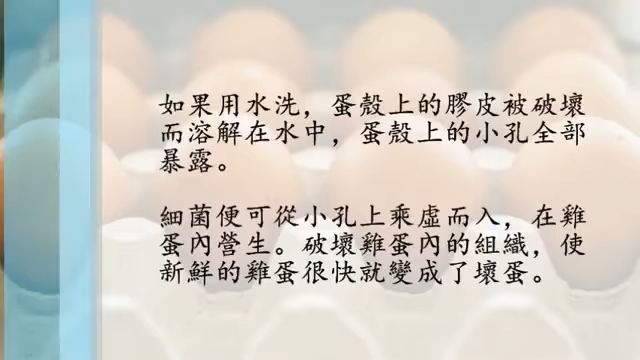 如果用水洗，蛋殼上的膠皮被破壞
而溶解在水中，蛋殼上的小孔全部
暴露。
細菌便可從小孔上乘虛而入，在雞
蛋內營生。破壞雞蛋內的組織，使
新鮮的雞蛋很快就變成了壞蛋。